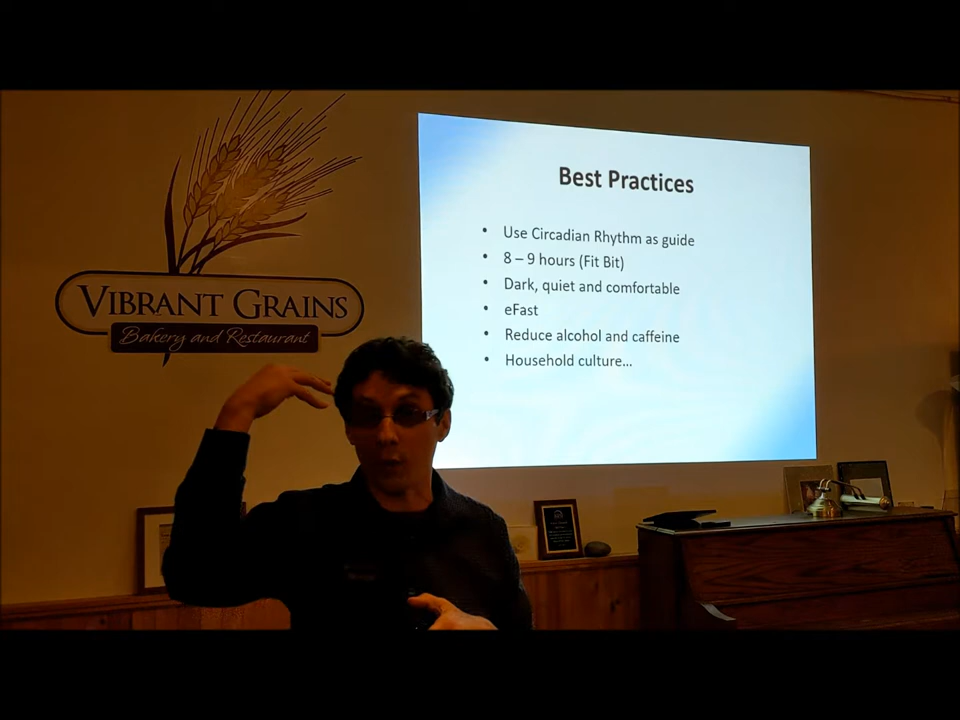 VIBRANT GRAINS
Bakery and Restaurant
Best Practices
• Use Circadian Rhythm as guide
• 8 – 9 hours (Fit Bit)
• Dark, quiet and comfortable
• eFast
• Reduce alcohol and caffeine
• Household culture...